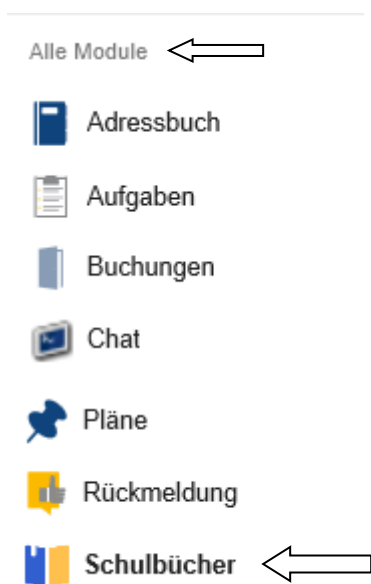 Alle Module
Adressbuch
Aufgaben
Buchungen
Chat
Pläne
Rückmeldung
Schulbücher